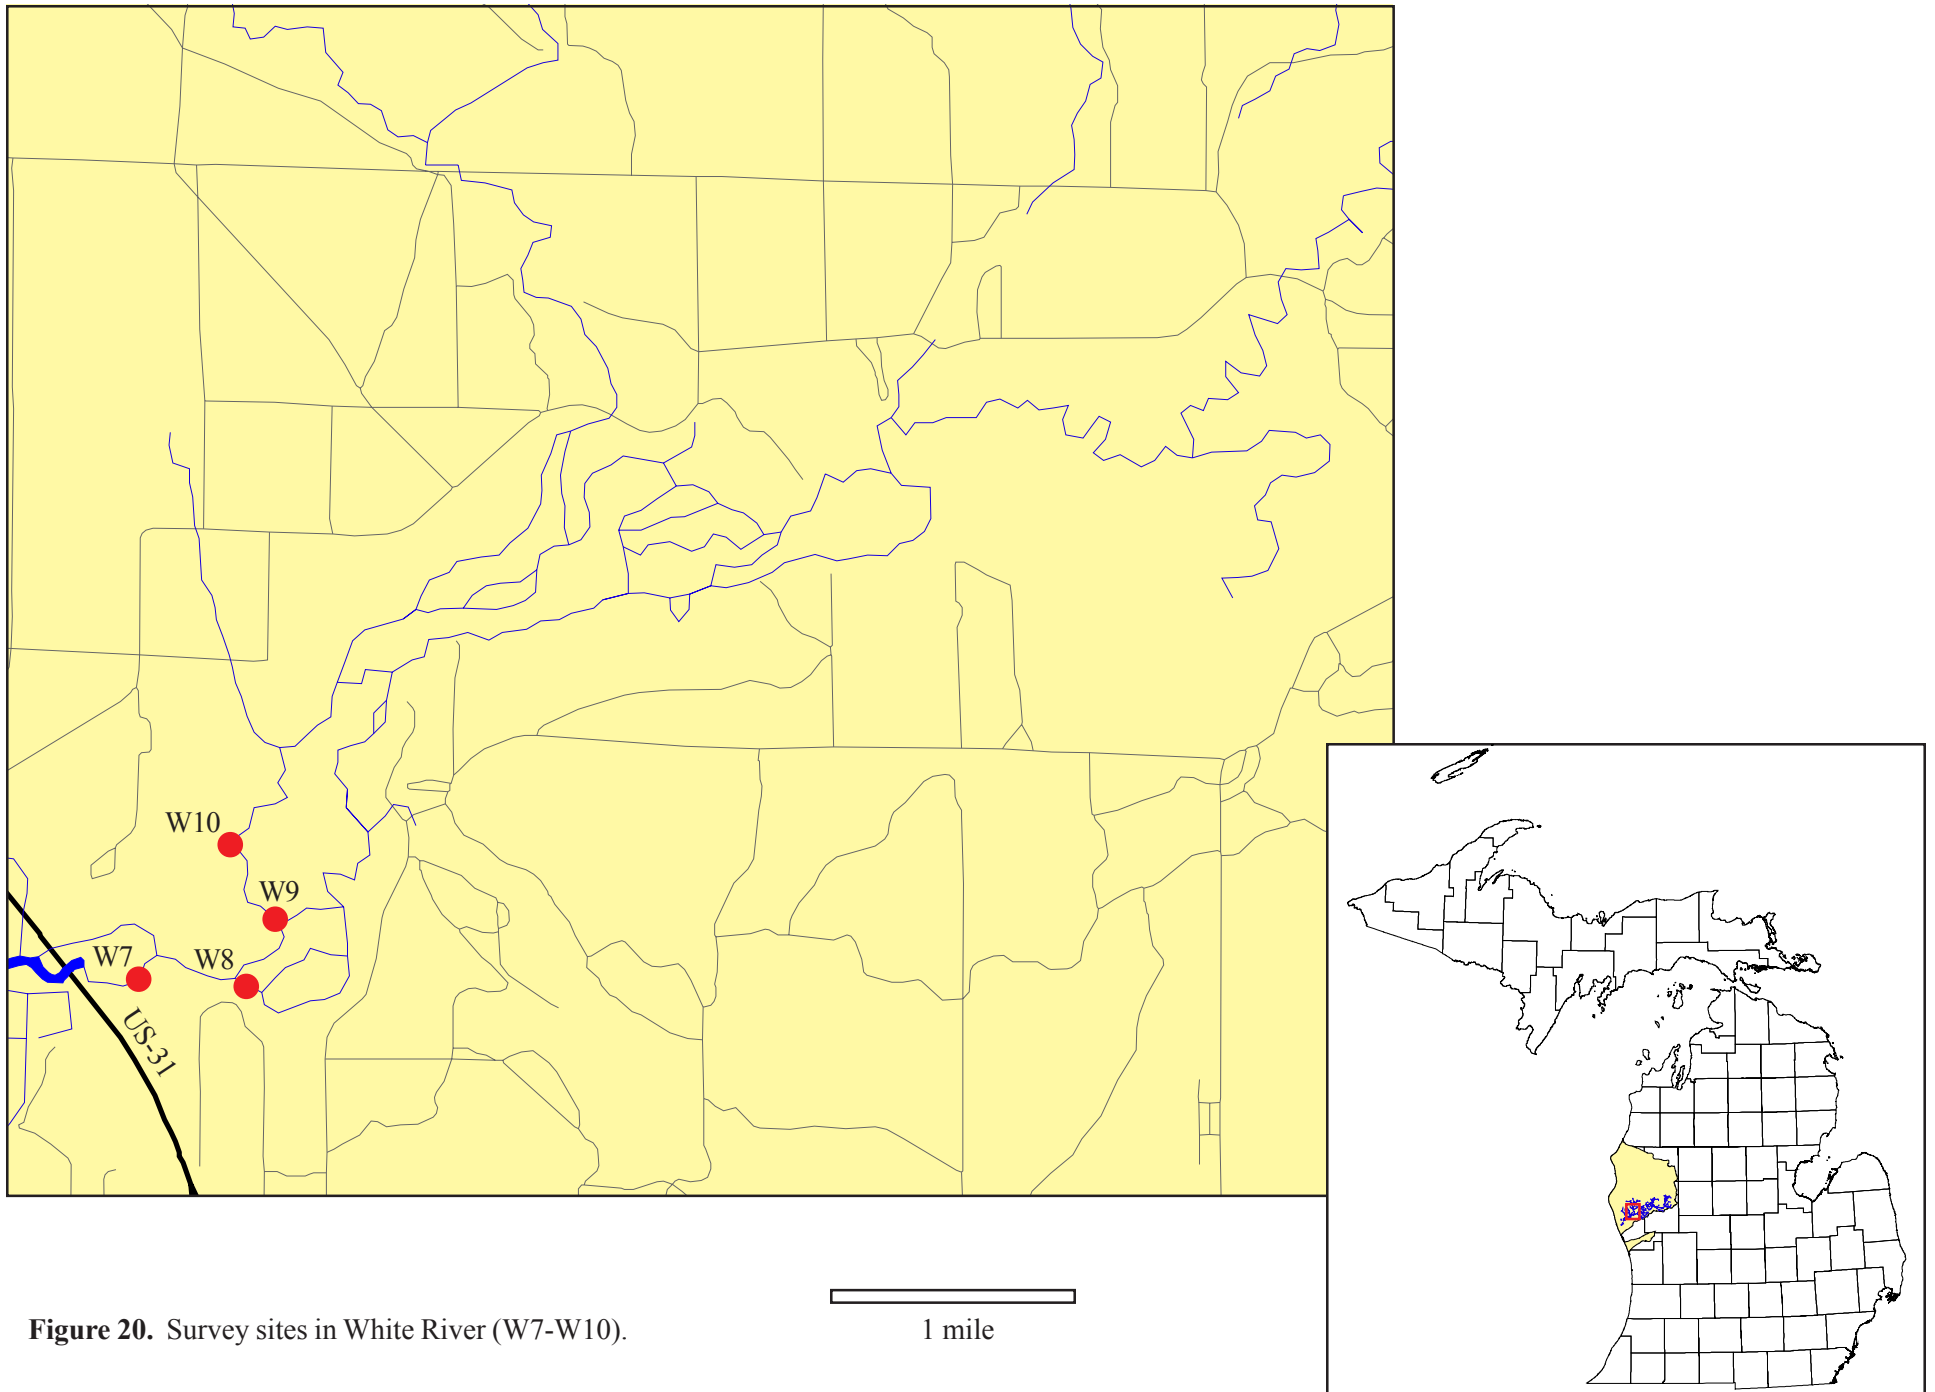 W10
W9
W7
W8
US-31
Figure 20. Survey sites in White River (W7-W10).
1 mile